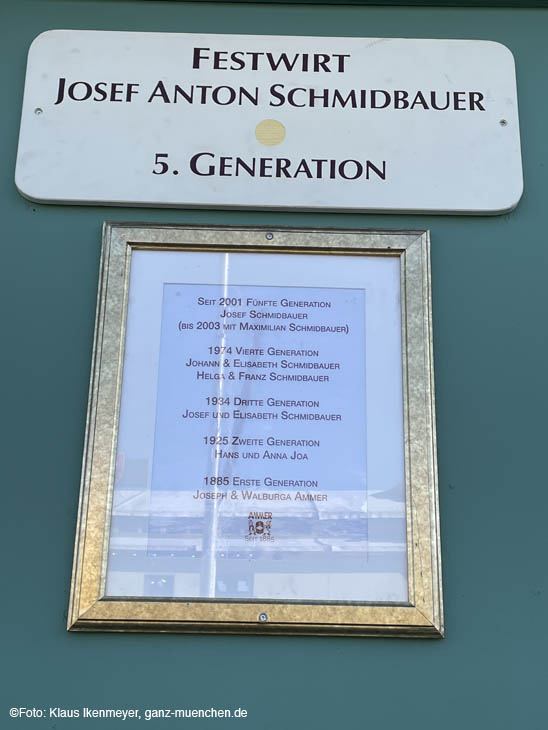 FESTWIRT
JOSEF ANTON SCHMIDBAUER
5. GENERATION
SEIT 2001 FÜNFTE GENERATION
JOSEF SCHMIDBAUER
(BIS 2003 MIT MAXIMILIAN SCHMIDBAUER)
1974 VIERTE GENERATION
JOHANN & ELISABETH SCHMIDBAUER
HELGA & FRANZ SCHMIDBAUER
1934 DRITTE GENERATION
JOSEF UND ELISABETH SCHMIDBAUER
1925 ZWEITE GENERATION
HANS UND ANNA JOA
1885 ERSTE GENERATION
JOSEPH & WALBURGA AMMER
AMMER
SEIT 1885
©Foto: Klaus Ikenmeyer, ganz-muenchen.de